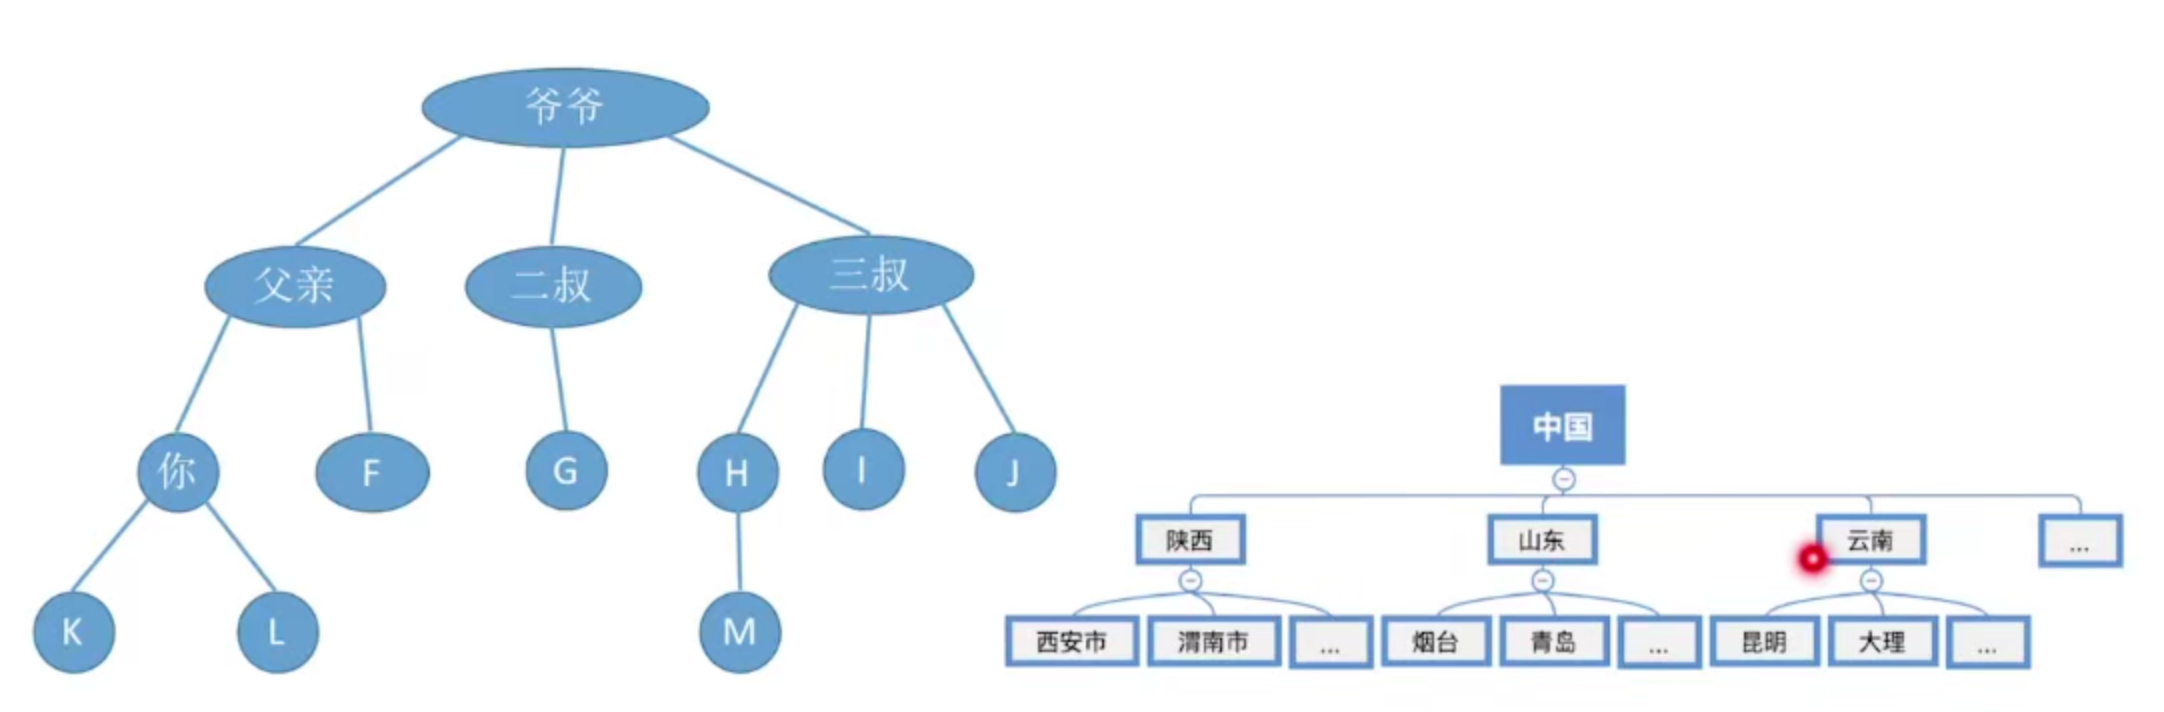 爷爷
父亲
二叔
三叔
你
F
G
H
I
J
K
L
M
中国
陕西
山东
云南
...
西安市
渭南市
...
烟台
青岛
...
昆明
大理
...